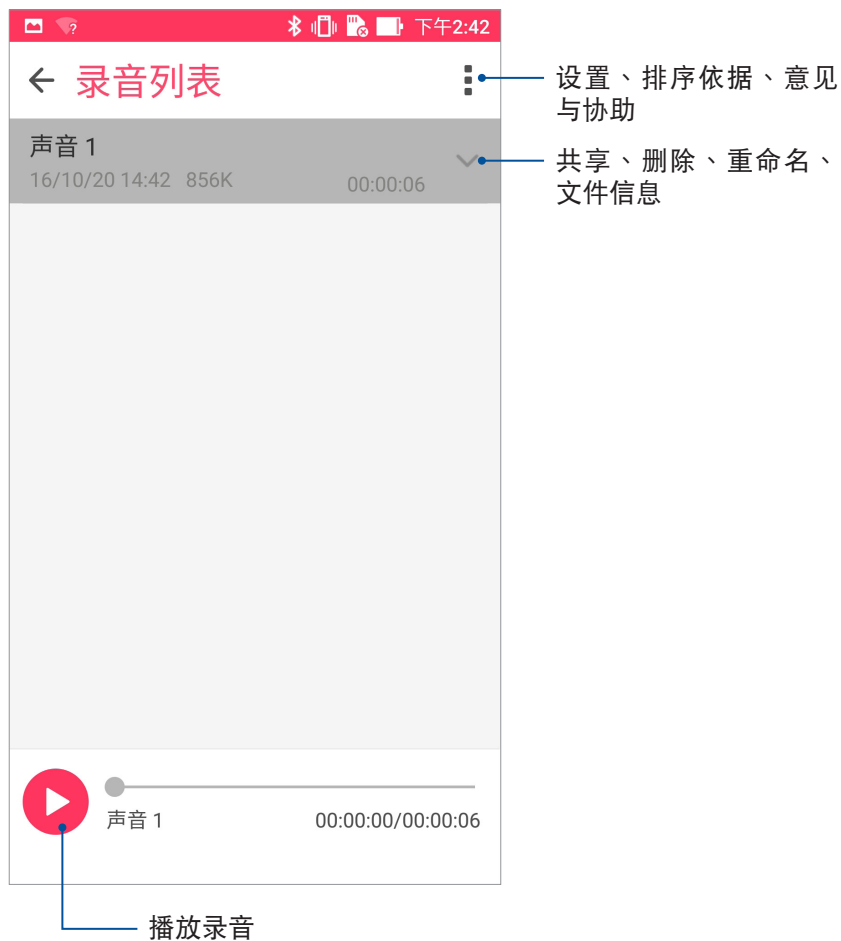 下午2:42
录音列表
设置、排序依据、意见
与协助
声音 1
16/10/20 14:42 856K 00:00:06
共享、删除、重命名、
文件信息
声音 1 00:00:00/00:00:06
播放录音